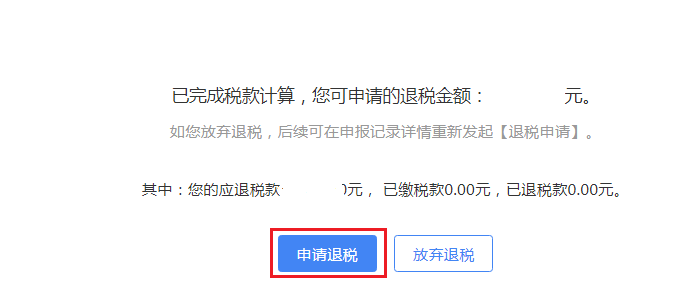 已完成税款计算，您可申请的退税金额： 元。
如您放弃退税，后续可在申报记录详情重新发起【退税申请】。
其中：您的应退税款 0元， 已缴税款0.00元，已退税款0.00元。
申请退税 放弃退税